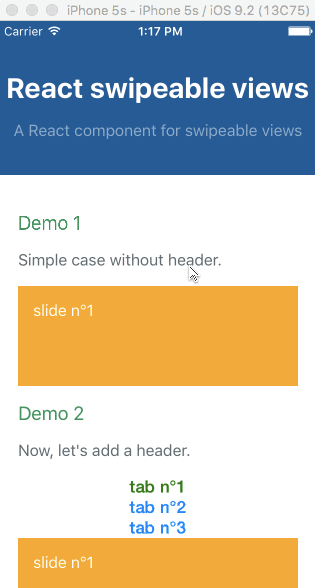 iPhone 5s - iPhone 5s / iOS 9.2 (13C75)
Carrier 1:17 PM
React swipeable views
A React component for swipeable views
Demo 1
Simple case without header.
slide n°1
Demo 2
Now, let's add a header.
tab n°1
tab n°2
tab n°3
slide n°1